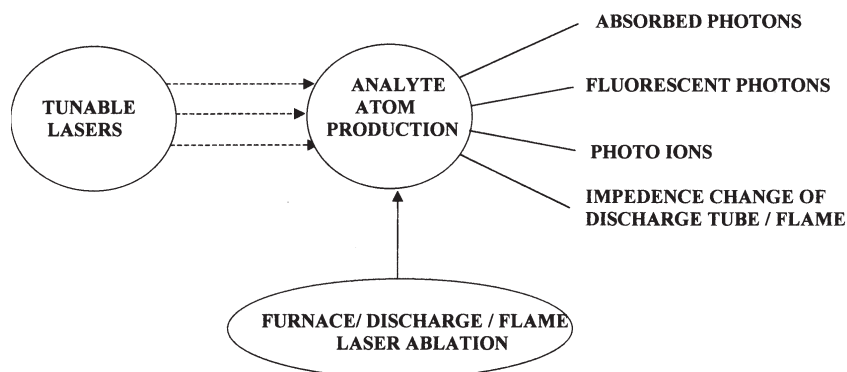 TUNABLE
LASERS
ANALYTE
ATOM
PRODUCTION
ABSORBED PHOTONS
FLUORESCENT PHOTONS
PHOTO IONS
IMPEDENCE CHANGE OF
DISCHARGE TUBE / FLAME
FURNACE/ DISCHARGE / FLAME
LASER ABLATION